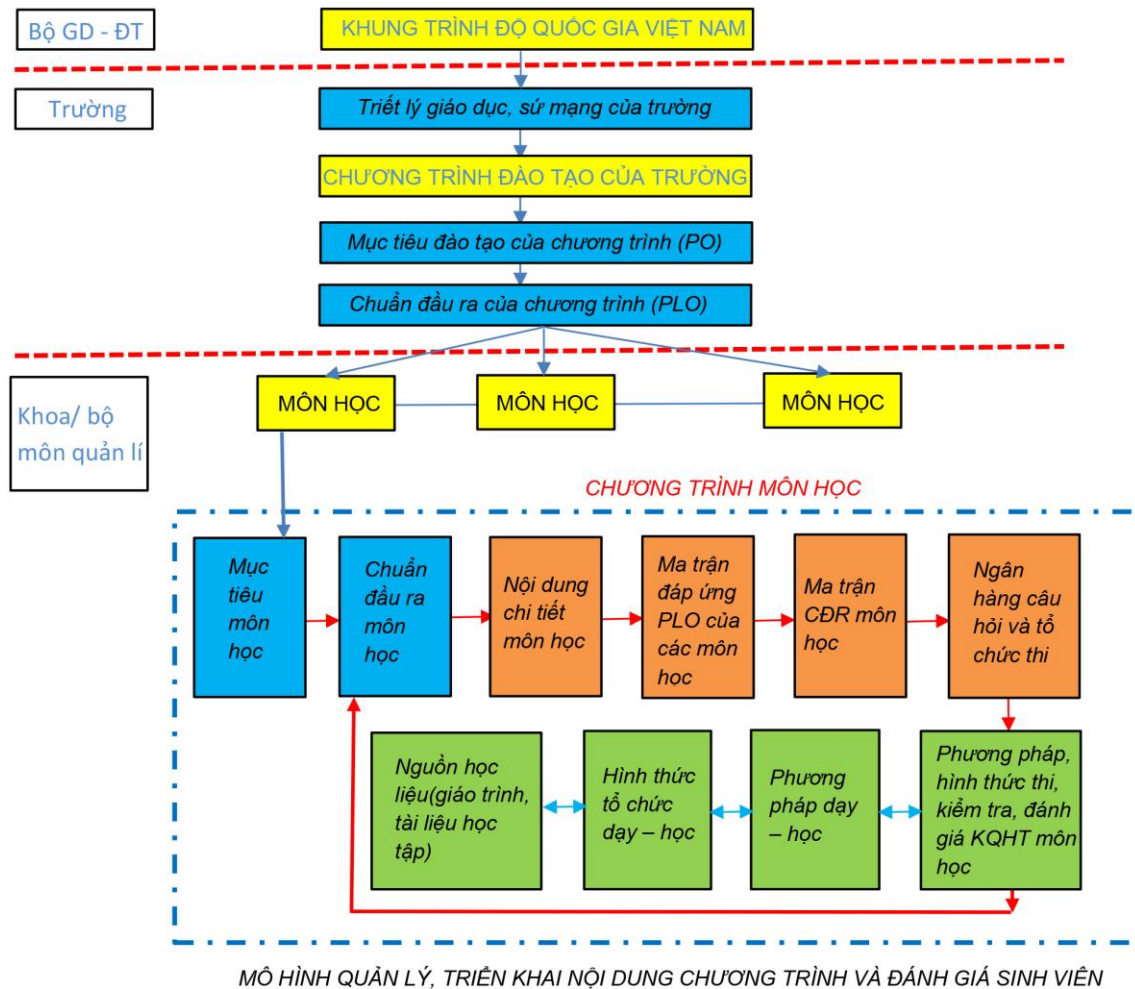 Bộ GD - ĐT
KHUNG TRÌNH ĐỘ QUỐC GIA VIỆT NAM
Trường
Triết lý giáo dục, sứ mạng của trường
CHƯƠNG TRÌNH ĐÀO TẠO CỦA TRƯỜNG
Mục tiêu đào tạo của chương trình (PO)
Chuẩn đầu ra của chương trình (PLO)
Khoa/ bộ
môn quản lí
MÔN HỌC
MÔN HỌC
MÔN HỌC
CHƯƠNG TRÌNH MÔN HỌC
Mục
tiêu
môn
học
Chuẩn
đầu ra
môn
học
Nội dung
chi tiết
môn học
Ma trận
đáp ứng
PLO của
các môn
học
Ma trận
CĐR môn
học
Ngân
hàng câu
hỏi và tổ
chức thi
Nguồn học
liệu(giáo trình,
tài liệu học
tập)
Hình thức
tổ chức
dạy – học
Phương
pháp dạy
– học
Phương pháp,
hình thức thi,
kiểm tra, đánh
giá KQHT môn
học
MÔ HÌNH QUẢN LÝ, TRIỂN KHAI NỘI DUNG CHƯƠNG TRÌNH VÀ ĐÁNH GIÁ SINH VIÊN